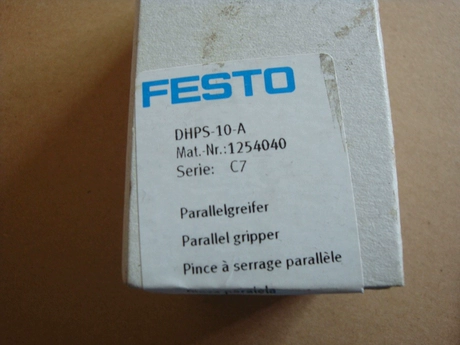 FESTO
DHPS-10-A
Mat.-Nr.:1254040
Serie: C7
Parallelgreifer
Parallel gripper
Pince à serrage parallèle